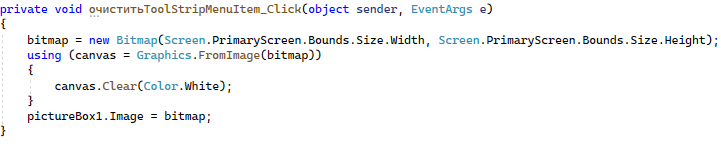 private void очиститьToolStripMenuItem_Click(object sender, EventArgs e)
{
    bitmap = new Bitmap(Screen.PrimaryScreen.Bounds.Size.Width, Screen.PrimaryScreen.Bounds.Size.Height);
    using (canvas = Graphics.FromImage(bitmap))
    {
        canvas.Clear(Color.White);
    }
    pictureBox1.Image = bitmap;
}